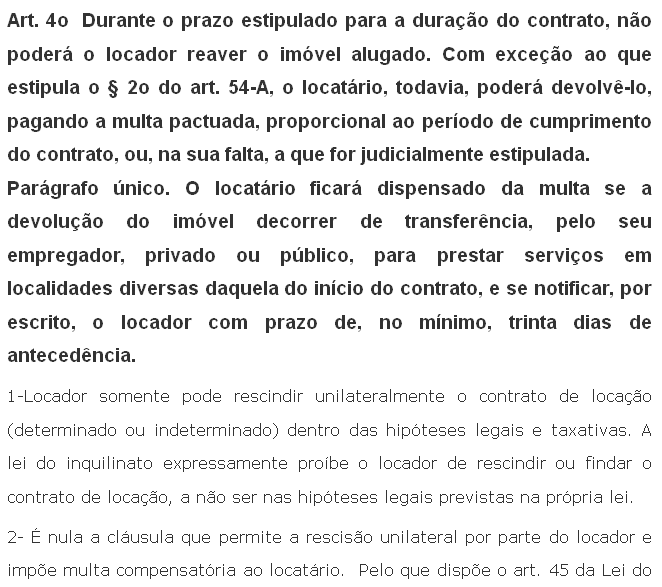 Art. 4o  Durante o prazo estipulado para a duração do contrato, não
poderá o locador reaver o imóvel alugado. Com exceção ao que
estipula o § 2o do art. 54-A, o locatário, todavia, poderá devolvê-lo,
pagando a multa pactuada, proporcional ao período de cumprimento
do contrato, ou, na sua falta, a que for judicialmente estipulada.
Parágrafo único. O locatário ficará dispensado da multa se a
devolução do imóvel decorrer de transferência, pelo seu
empregador, privado ou público, para prestar serviços em
localidades diversas daquela do início do contrato, e se notificar, por
escrito, o locador com prazo de, no mínimo, trinta dias de
antecedência.
1-Locador somente pode rescindir unilateralmente o contrato de locação
(determinado ou indeterminado) dentro das hipóteses legais e taxativas. A
lei do inquilinato expressamente proíbe o locador de rescindir ou findar o
contrato de locação, a não ser nas hipóteses legais previstas na própria lei.
2- É nula a cláusula que permite a rescisão unilateral por parte do locador e
impõe multa compensatória ao locatário.  Pelo que dispõe o art. 45 da Lei do